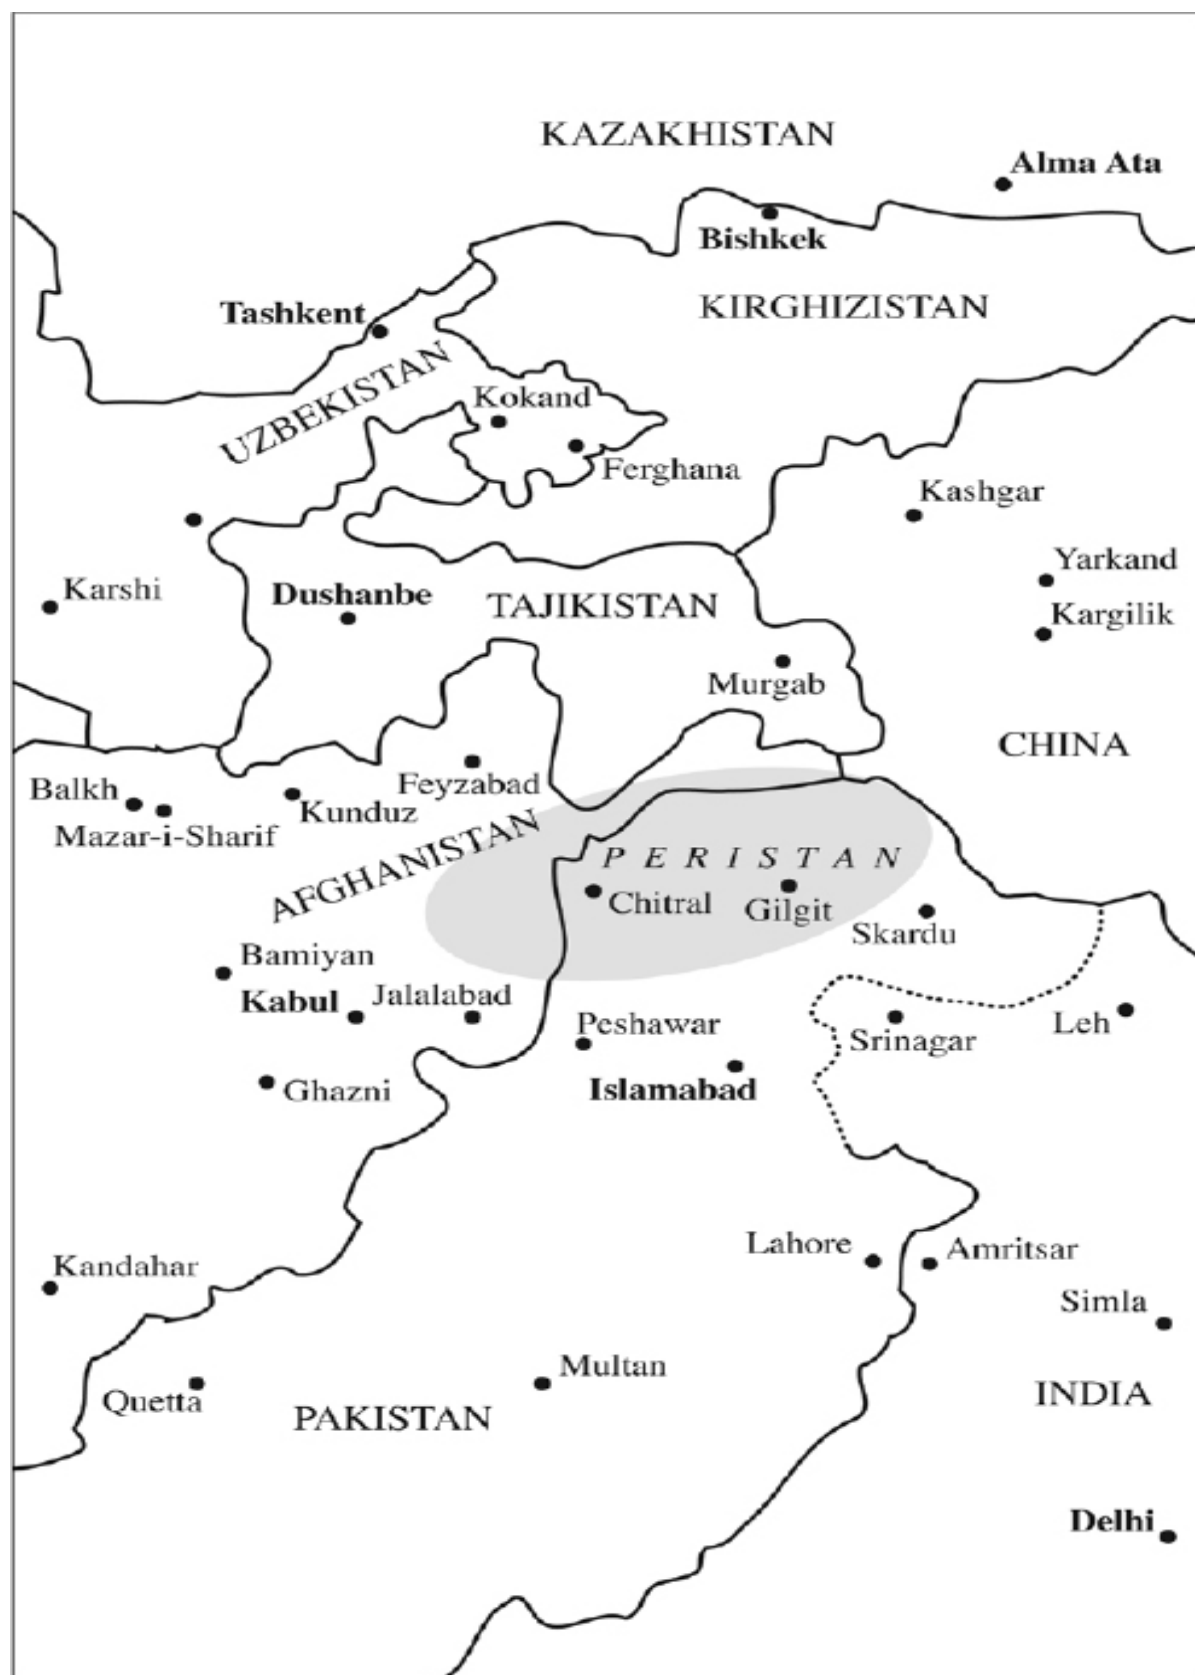 KAZAKHISTAN
Alma Ata
Bishkek
KIRGHIZISTAN
Tashkent
UZBEKISTAN
Kokand
Ferghana
Kashgar
Yarkand
Karshi
Dushanbe
TAJIKISTAN
Kargilik
Murgab
CHINA
Feyzabad
Balkh
Kunduz
Mazar-i-Sharif
AFGHANISTAN
PERISTAN
Chitral
Gilgit
Skardu
Bamiyan
Kabul
Jalalabad
Peshawar
Srinagar
Leh
Ghazni
Islamabad
Lahore
Amritsar
Kandahar
Simla
Multan
Quetta
INDIA
PAKISTAN
Delhi